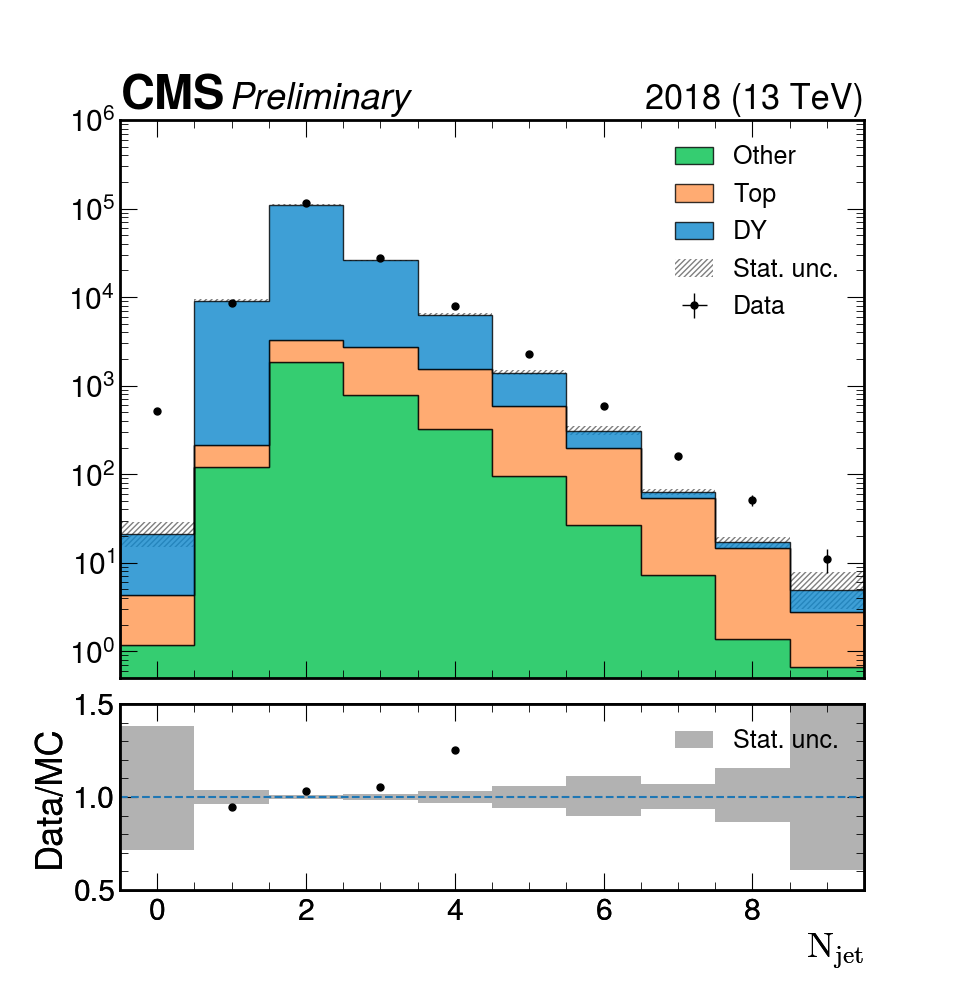 CMS Preliminary 2018 (13 TeV)
10^6
10^5
10^4
10^3
10^2
10^1
10^0
Other
Top
DY
Stat. unc.
Data
1.5
1.0
0.5
Data/MC
Stat. unc.
0 2 4 6 8
N_jet